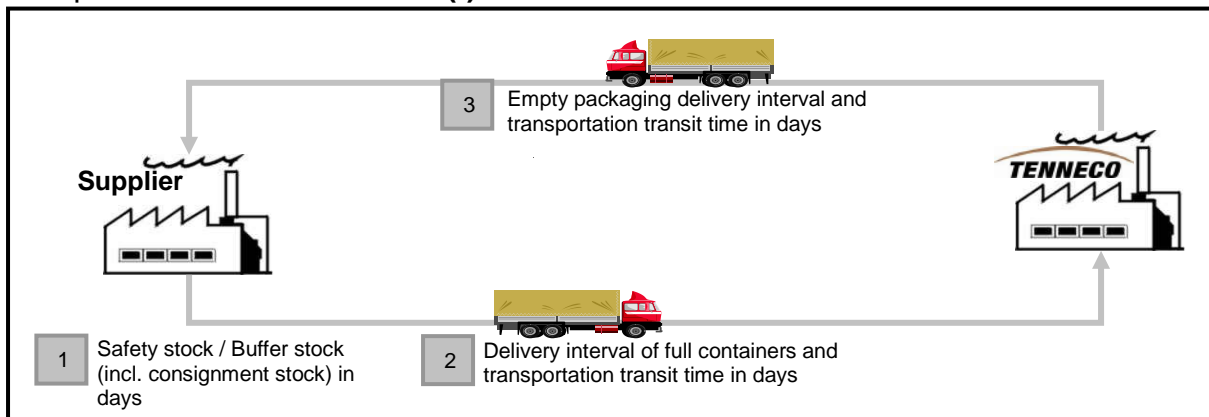 3
Empty packaging delivery interval and
transportation transit time in days
Supplier
TENNECO
1
Safety stock / Buffer stock
(incl. consignment stock) in
days
2
Delivery interval of full containers and
transportation transit time in days